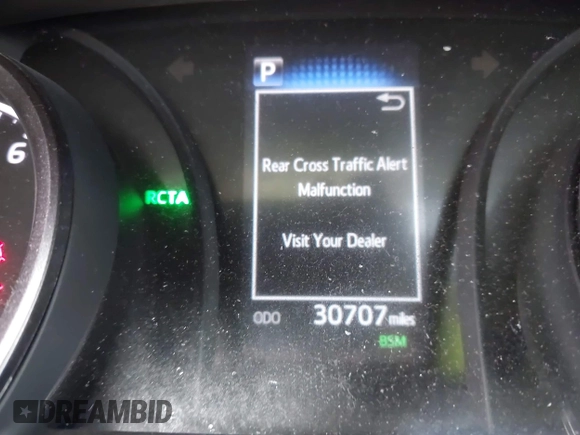 P
6
Rear Cross Traffic Alert
Malfunction
RCTA
Visit Your Dealer
ODO 30707 miles
BSM
DREAMBID